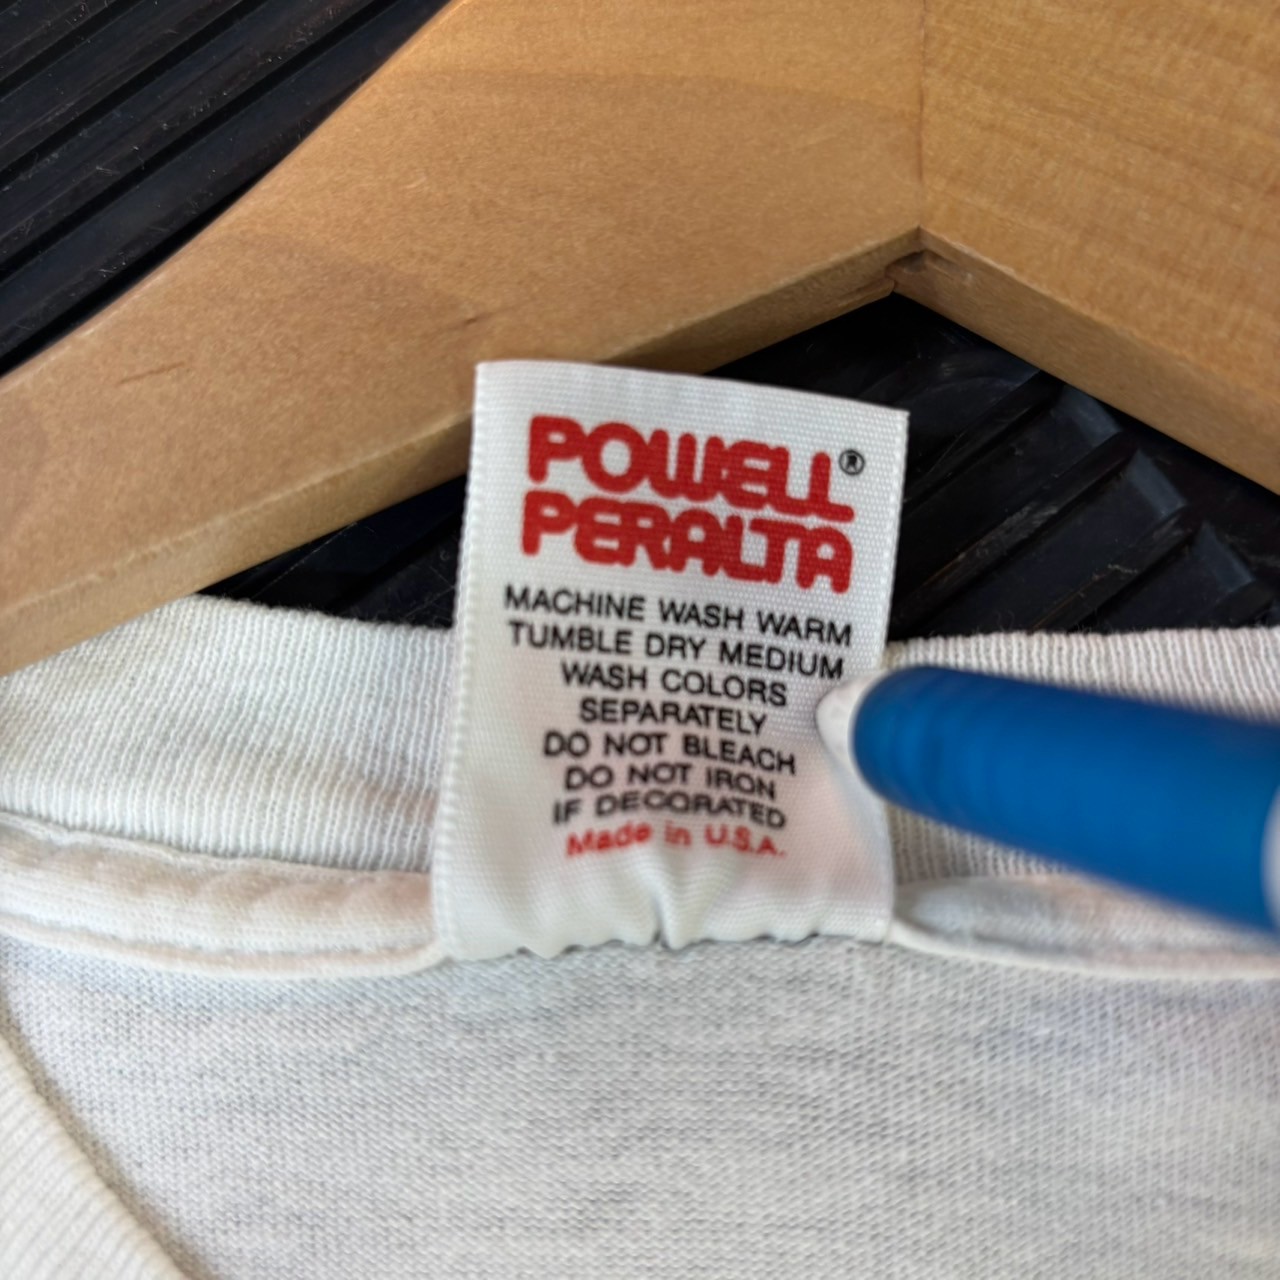 POWELL®
PERALTA
MACHINE WASH WARM
TUMBLE DRY MEDIUM
WASH COLORS
SEPARATELY
DO NOT BLEACH
DO NOT IRON
IF DECORATED
Made in U.S.A.